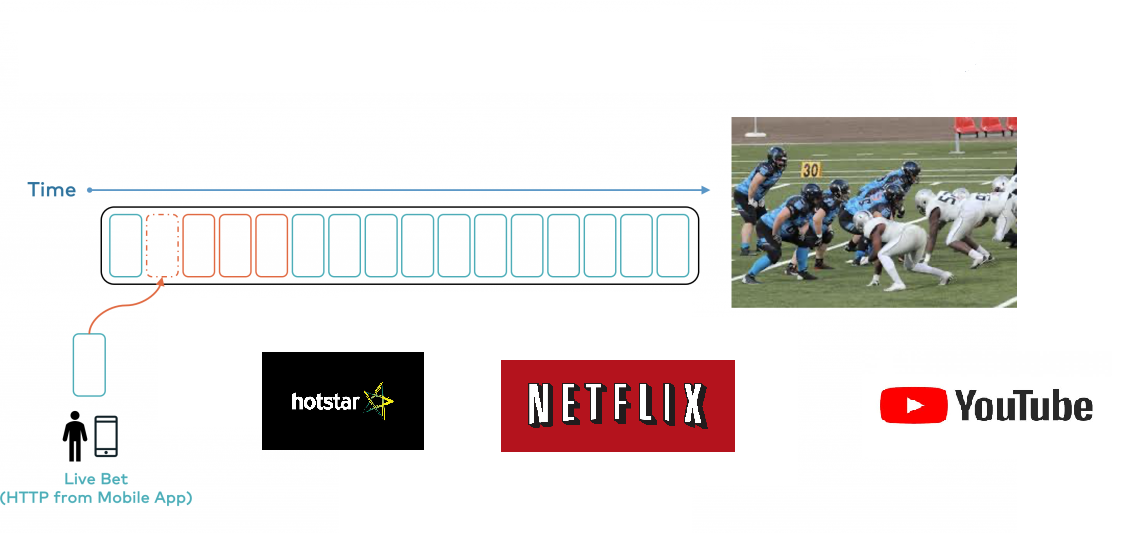 Time
30
hotstar
NETFLIX
YouTube
Live Bet
(HTTP from Mobile App)